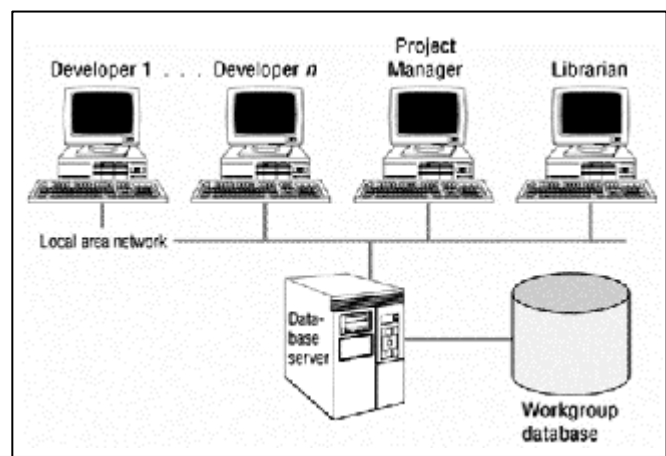 Developer 1 . . . Developer n
Project
Manager
Librarian
Local area network
Data-
base
server
Workgroup
database